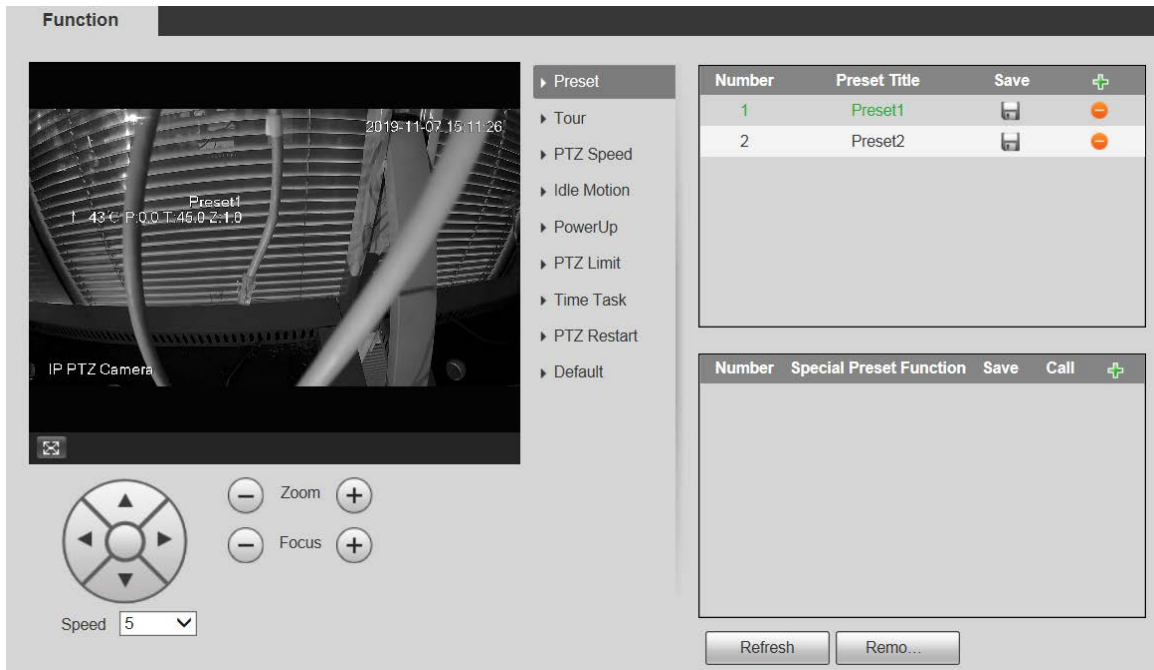 Function
2019-11-07 15:11:26
Preset1
↑ 43℃ P:0.0 T:45.0 Z:1.0
IP PTZ Camera
Zoom
Focus
Speed 5
Preset
Tour
PTZ Speed
Idle Motion
PowerUp
PTZ Limit
Time Task
PTZ Restart
Default
Number Preset Title Save
1 Preset1
2 Preset2
Number Special Preset Function Save Call
Refresh Remo...